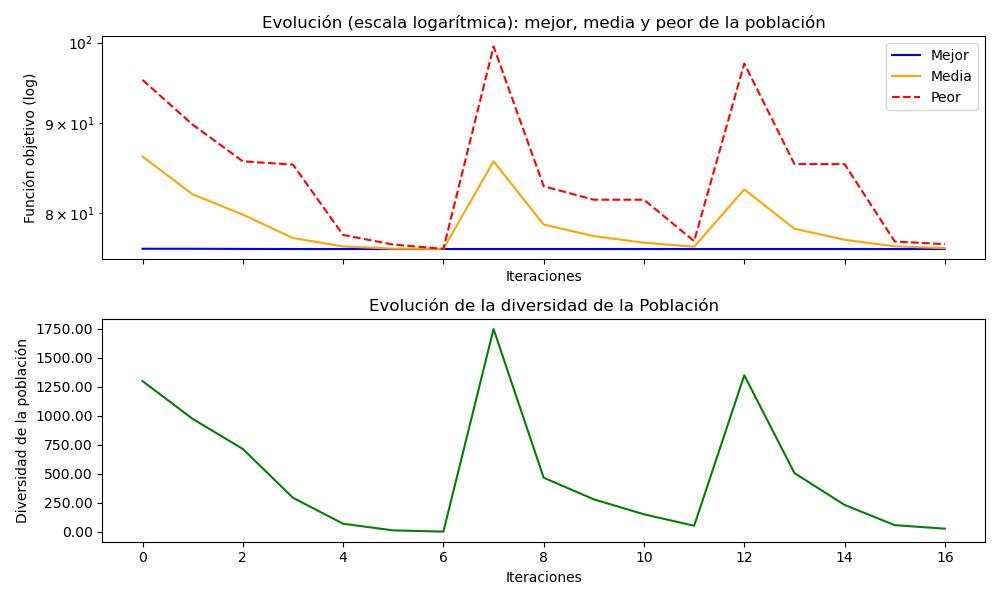 Evolución (escala logarítmica): mejor, media y peor de la población
Función objetivo (log)
10²
9 × 10¹
8 × 10¹
Mejor
Media
Peor
Iteraciones
Evolución de la diversidad de la Población
Diversidad de la población
1750.00
1500.00
1250.00
1000.00
750.00
500.00
250.00
0.00
0 2 4 6 8 10 12 14 16
Iteraciones